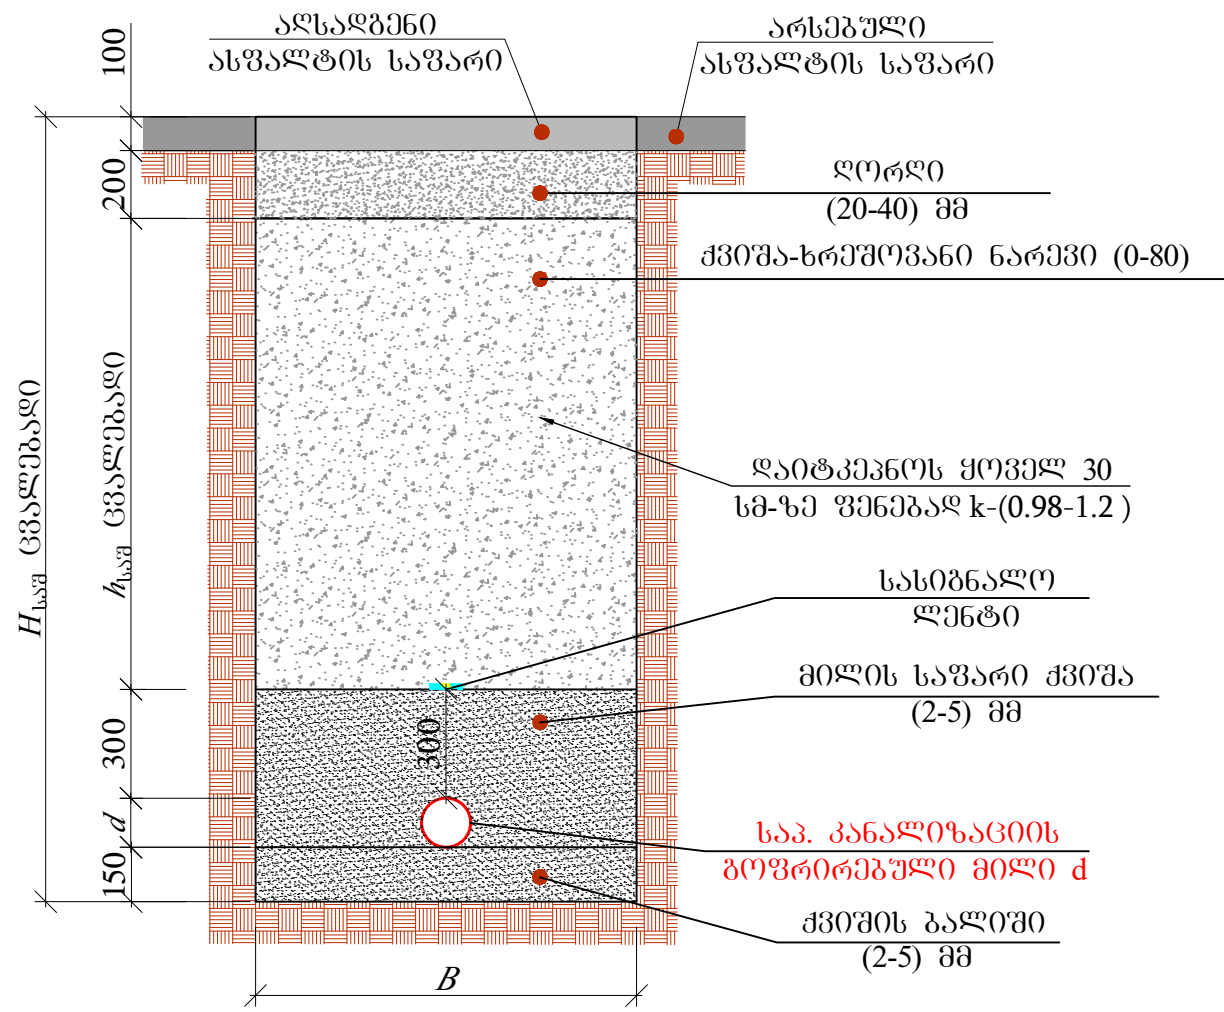 აღსადგენი
ასფალტის საფარი
არსებული
ასფალტის საფარი
100
200
ღორღი
(20-40) მმ
ქვიშა-ხრეშოვანი ნარევი (0-80)
Hსაშ ცვალებადი
hსაშ ცვალებადი
დაიტკეპნოს ყოველ 30
სმ-ზე ფენებად k-(0.98-1.2 )
სასიგნალო
ლენტი
მილის საფარი ქვიშა
(2-5) მმ
300
300
d
150
საპ. კანალიზაციის
გოფრირებული მილი d
ქვიშის ბალიში
(2-5) მმ
B